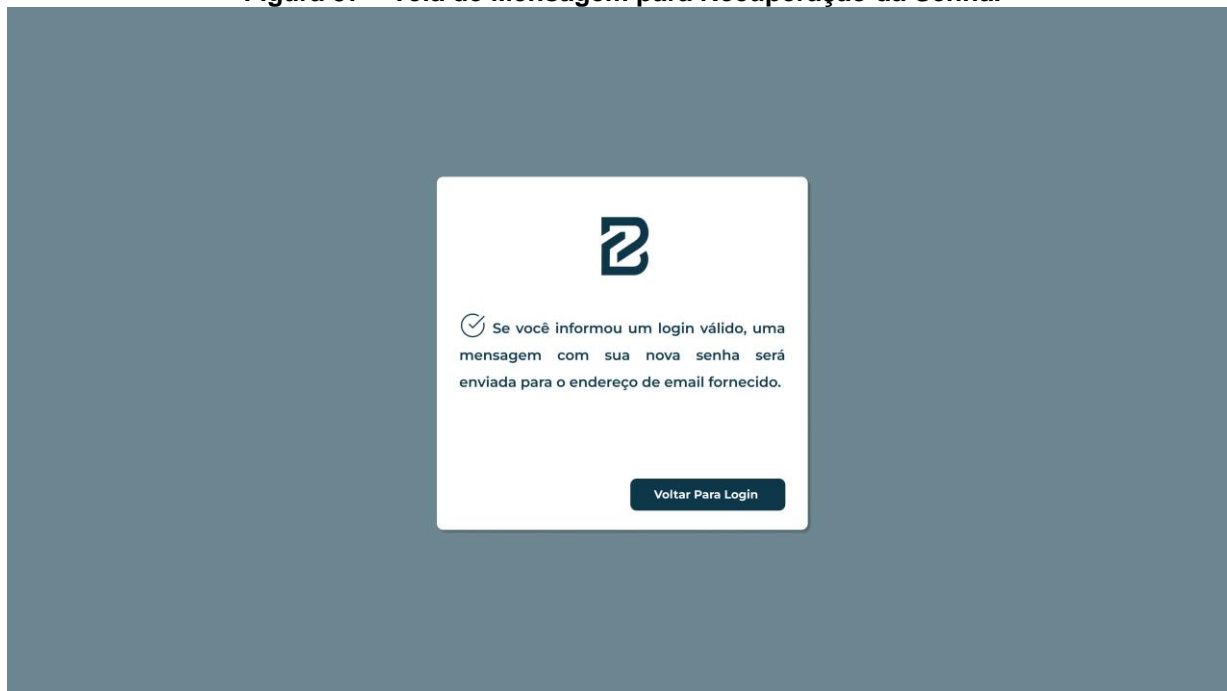 Se você informou um login válido, uma
mensagem com sua nova senha será
enviada para o endereço de email fornecido.
Voltar Para Login